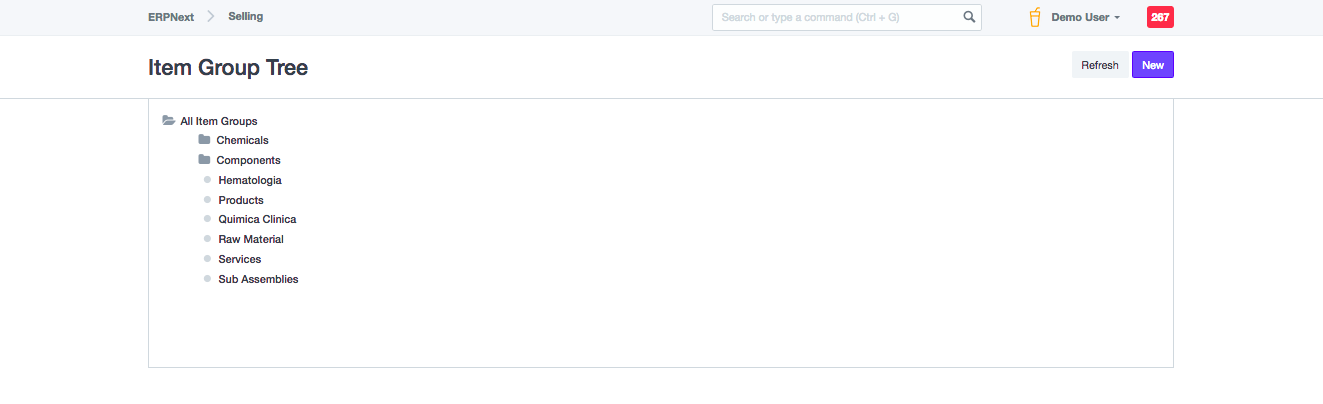 ERPNext Selling Search or type a command (Ctrl + G) Demo User 267
Item Group Tree Refresh New
All Item Groups
Chemicals
Components
Hematologia
Products
Quimica Clinica
Raw Material
Services
Sub Assemblies